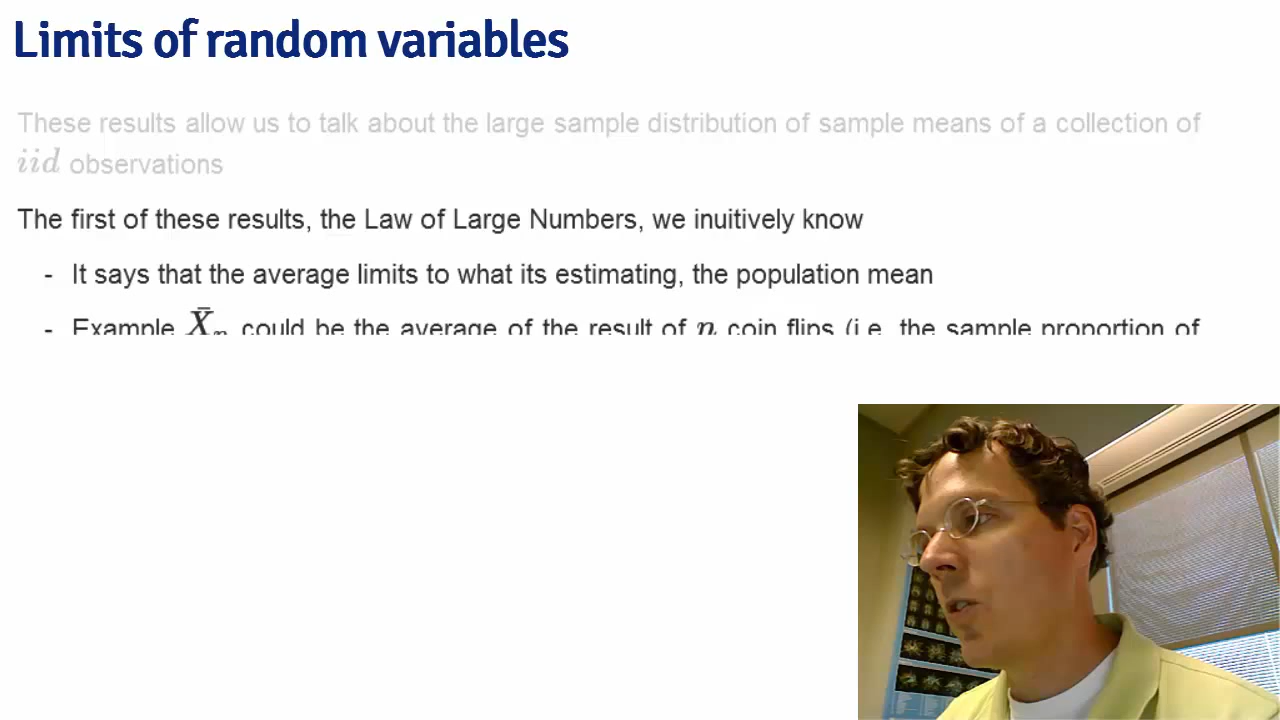 Limits of random variables
These results allow us to talk about the large sample distribution of sample means of a collection of
iid observations
The first of these results, the Law of Large Numbers, we inuitively know
- It says that the average limits to what its estimating, the population mean
- Example X̄n could be the average of the result of n coin flips (i.e. the sample proportion of